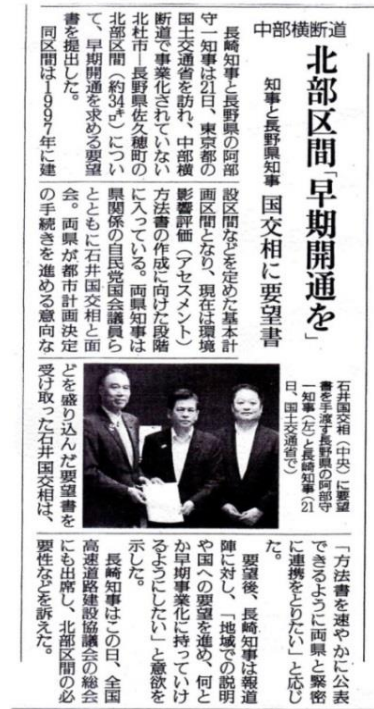 中部横断道
北部区間「早期開通を」
知事と長野県知事 国交相に要望書
長崎知事と長野県の阿部
守一知事は21日、東京都の
国土交通省を訪れ、中部横
断道で事業化されていない
北杜市―長野県佐久穂町の
北部区間（約34㌔）につい
て、早期開通を求める要望
書を提出した。
同区間は1997年に建
設区間などを定めた基本計
画区間となり、現在は環境
影響評価（アセスメント）
方法書の作成に向けた段階
に入っている。両県知事は
県関係の自民党国会議員ら
とともに石井国交相と面
会。両県が都市計画決定
の手続きを進める意向な
どを盛り込んだ要望書を
受け取った石井国交相は、
石井国交相（中央）に要望
書を手渡す長野県の阿部守
一知事（左）と長崎知事（21
日、国土交通省で）
「方法書を速やかに公表
できるように両県と緊密
に連携をとりたい」と応じ
た。
要望後、長崎知事は報道
陣に対し、「地域での説明
や国への要望を進め、何と
か早期事業化に持っていけ
るようにしたい」と意欲を
示した。
長崎知事はこの日、全国
高速道路建設協議会の総会
にも出席し、北部区間の必
要性などを訴えた。